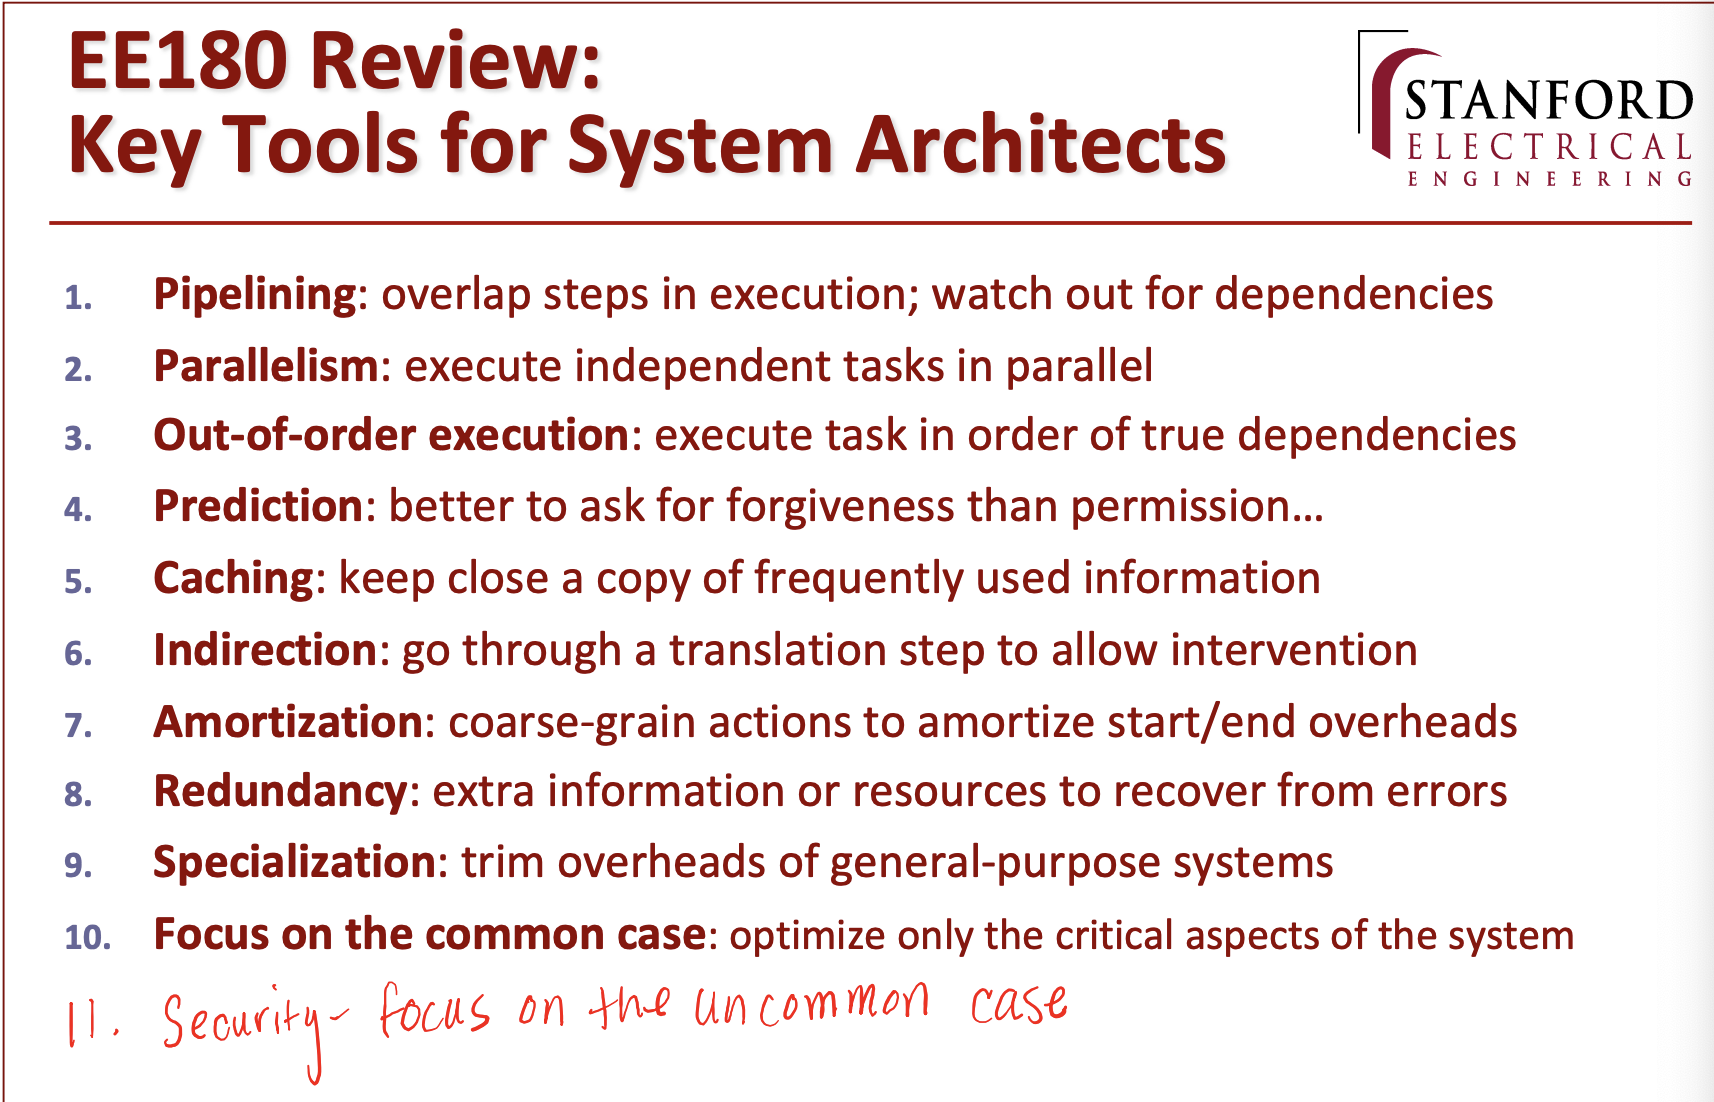 EE180 Review:
Key Tools for System Architects
STANFORD
ELECTRICAL
ENGINEERING
1. Pipelining: overlap steps in execution; watch out for dependencies
2. Parallelism: execute independent tasks in parallel
3. Out-of-order execution: execute task in order of true dependencies
4. Prediction: better to ask for forgiveness than permission…
5. Caching: keep close a copy of frequently used information
6. Indirection: go through a translation step to allow intervention
7. Amortization: coarse-grain actions to amortize start/end overheads
8. Redundancy: extra information or resources to recover from errors
9. Specialization: trim overheads of general-purpose systems
10. Focus on the common case: optimize only the critical aspects of the system
11. Security - focus on the uncommon case